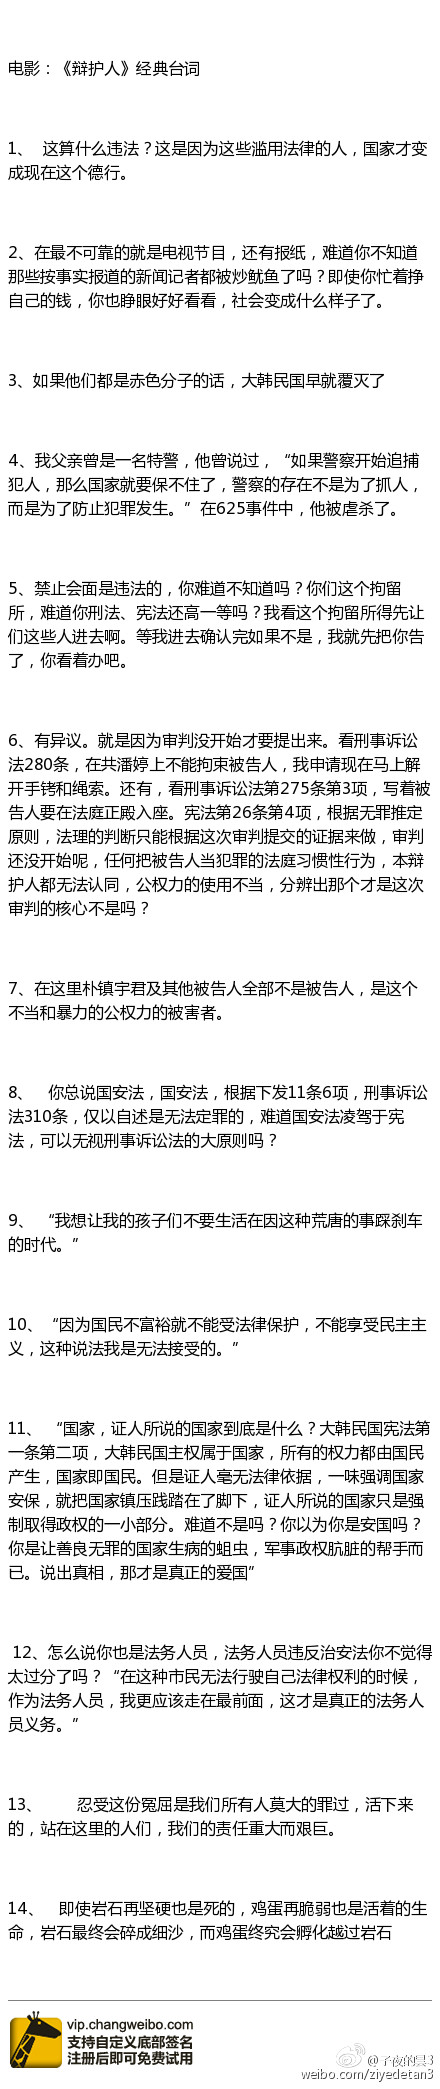 电影：《辩护人》经典台词
1、 这算什么违法？这是因为这些滥用法律的人，国家才变
成现在这个德行。
2、在最不可靠的就是电视节目，还有报纸，难道你不知道
那些按事实报道的新闻记者都被炒鱿鱼了吗？即使你忙着挣
自己的钱，你也睁眼好好看看，社会变成什么样子了。
3、如果他们都是赤色分子的话，大韩民国早就覆灭了
4、我父亲曾是一名特警，他曾说过，“如果警察开始追捕
犯人，那么国家就要保不住了，警察的存在不是为了抓人，
而是为了防止犯罪发生。”在625事件中，他被虐杀了。
5、禁止会面是违法的，你难道不知道吗？你们这个拘留
所，难道你刑法、宪法还高一等吗？我看这个拘留所得先让
们这些人进去啊。等我进去确认完如果不是，我就先把你告
了，你看着办吧。
6、有异议。就是因为审判没开始才要提出来。看刑事诉讼
法280条，在共潘婷上不能拘束被告人，我申请现在马上解
开手铐和绳索。还有，看刑事诉讼法第275条第3项，写着被
告人要在法庭正殿入座。宪法第26条第4项，根据无罪推定
原则，法理的判断只能根据这次审判提交的证据来做，审判
还没开始呢，任何把被告人当犯罪的法庭习惯性行为，本辩
护人都无法认同，公权力的使用不当，分辨出那个才是这次
审判的核心不是吗？
7、在这里朴镇宇君及其他被告人全部不是被告人，是这个
不当和暴力的公权力的被害者。
8、 你总说国安法，国安法，根据下发11条6项，刑事诉讼
法310条，仅以自述是无法定罪的，难道国安法凌驾于宪
法，可以无视刑事诉讼法的大原则吗？
9、 “我想让我的孩子们不要生活在因这种荒唐的事踩刹车
的时代。”
10、“因为国民不富裕就不能受法律保护，不能享受民主主
义，这种说法我是无法接受的。”
11、 “国家，证人所说的国家到底是什么？大韩民国宪法第
一条第二项，大韩民国主权属于国家，所有的权力都由国民
产生，国家即国民。但是证人毫无法律依据，一味强调国家
安保，就把国家镇压践踏在了脚下，证人所说的国家只是强
制取得政权的一小部分。难道不是吗？你以为你是安国吗？
你是让善良无罪的国家生病的蛆虫，军事政权肮脏的帮手而
已。说出真相，那才是真正的爱国”
12、怎么说你也是法务人员，法务人员违反治安法你不觉得
太过分了吗？“在这种市民无法行驶自己法律权利的时候，
作为法务人员，我更应该走在最前面，这才是真正的法务人
员义务。”
13、 忍受这份冤屈是我们所有人莫大的罪过，活下来
的，站在这里的人们，我们的责任重大而艰巨。
14、 即使岩石再坚硬也是死的，鸡蛋再脆弱也是活着的生
命，岩石最终会碎成细沙，而鸡蛋终究会孵化越过岩石
vip.changweibo.com
支持自定义底部签名
注册后即可免费试用
@子夜的昊3
weibo.com/ziyedetan3